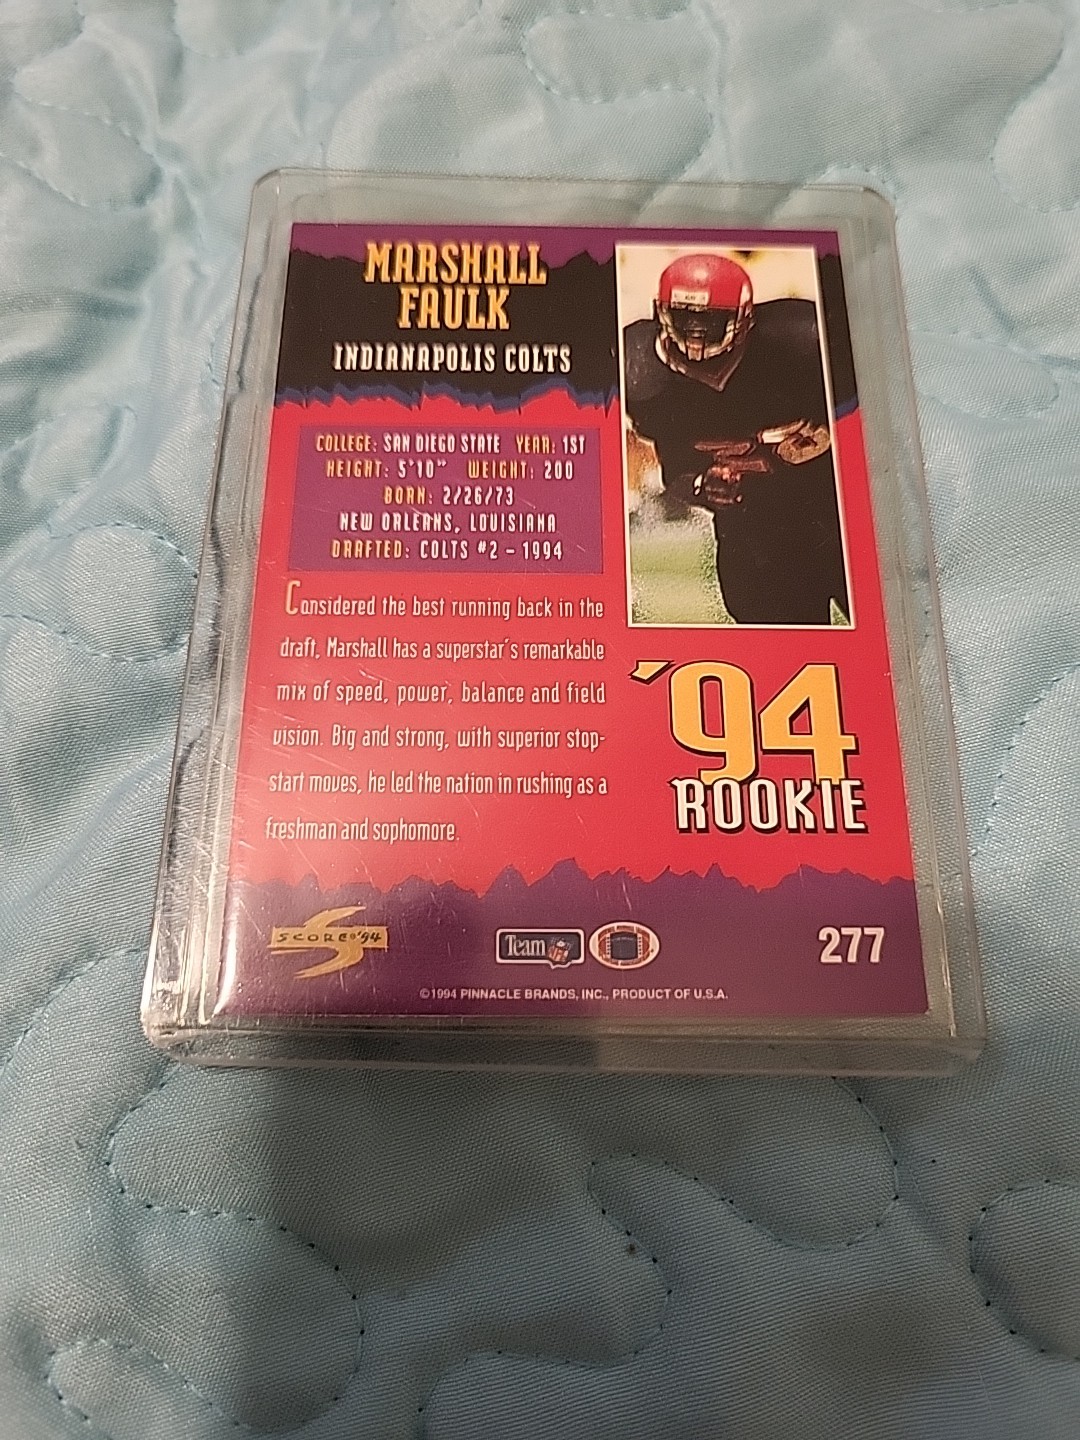 MARSHALL
FAULK
INDIANAPOLIS COLTS
COLLEGE: SAN DIEGO STATE YEAR: 1ST
HEIGHT: 5'10" WEIGHT: 200
BORN: 2/26/73
NEW ORLEANS, LOUISIANA
DRAFTED: COLTS #2 - 1994
Considered the best running back in the
draft, Marshall has a superstar's remarkable
mix of speed, power, balance and field
vision. Big and strong, with superior stop-
start moves, he led the nation in rushing as a
freshman and sophomore.
'94
ROOKIE
SCORE '94
Team NFL
277
©1994 PINNACLE BRANDS, INC., PRODUCT OF U.S.A.